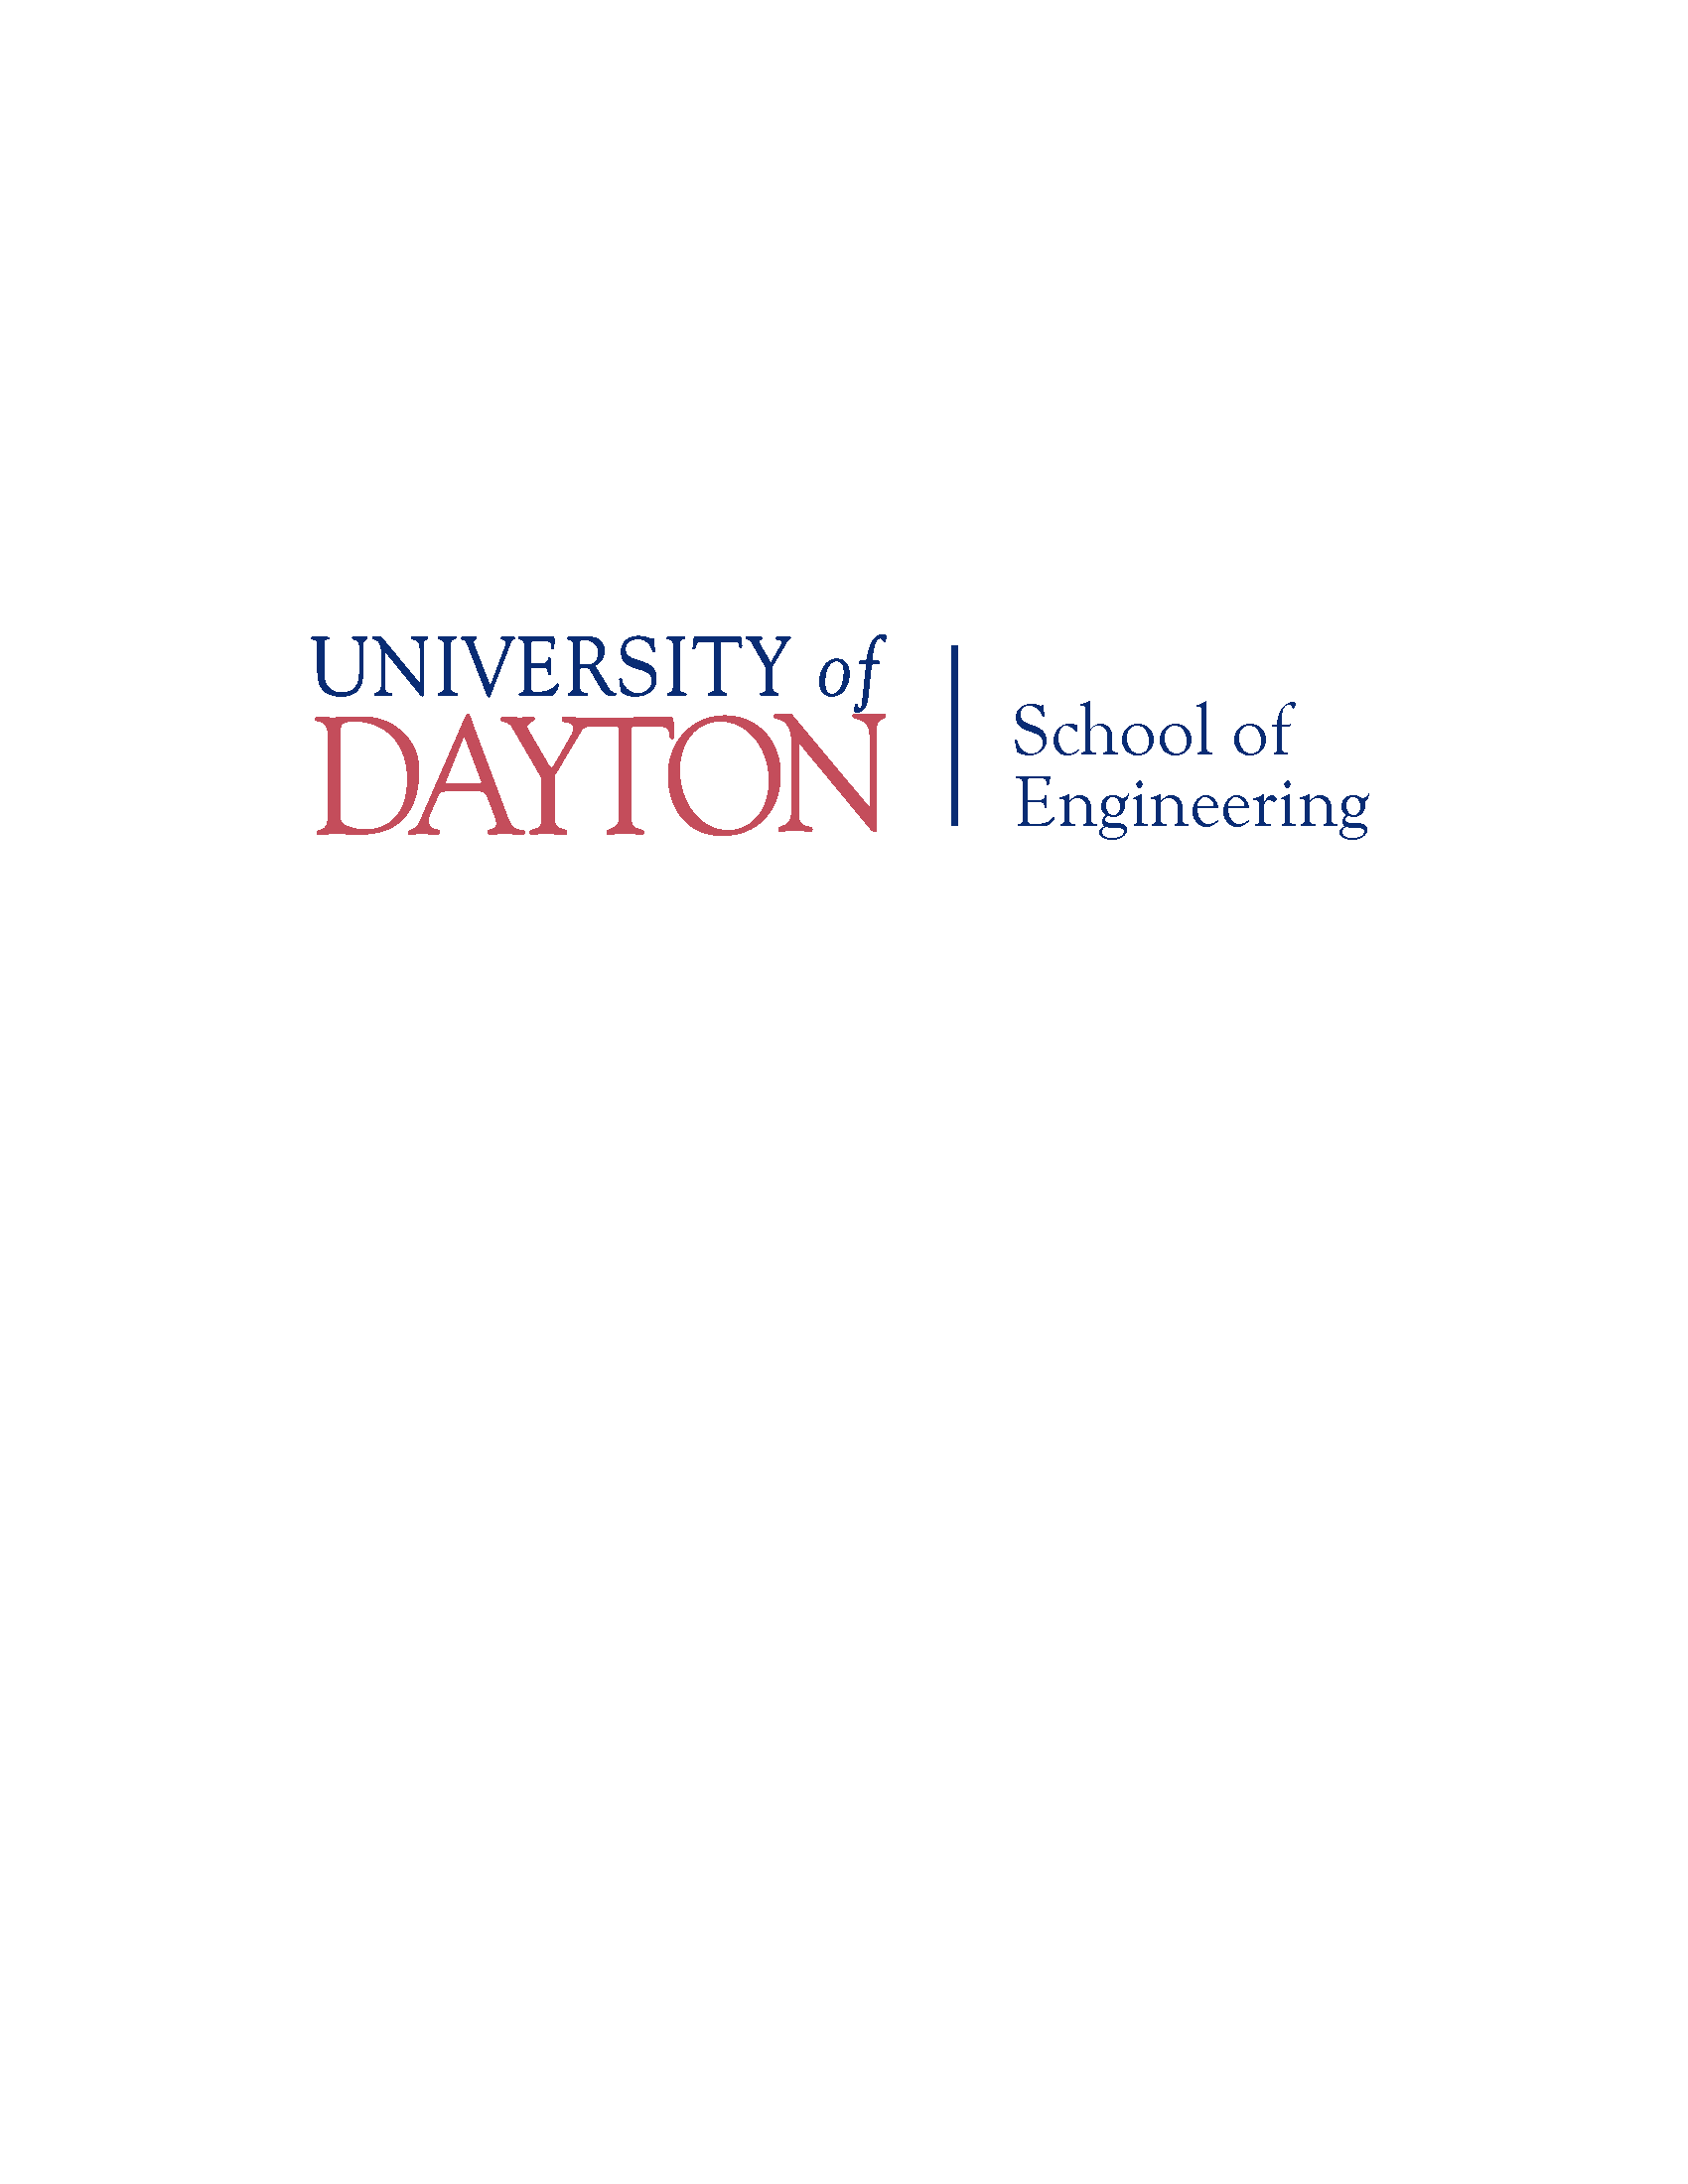 UNIVERSITY of
DAYTON
School of
Engineering